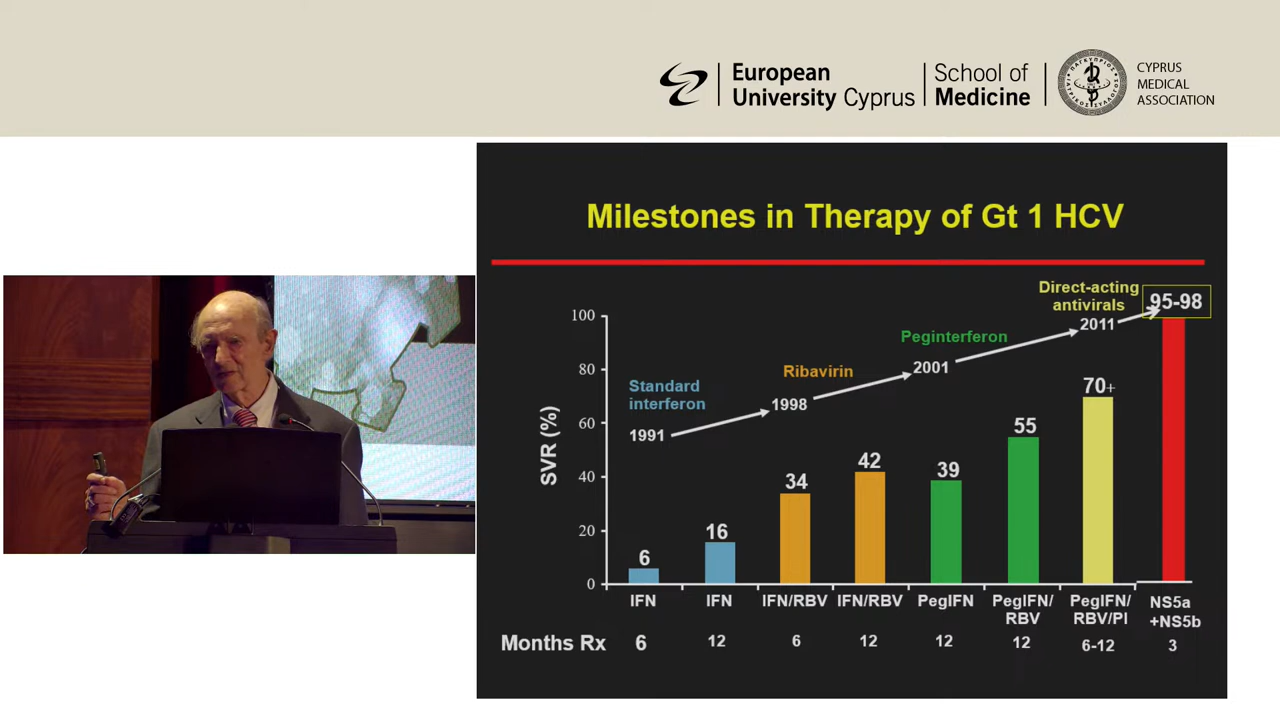 European
University Cyprus
School of
Medicine
ΠΑΓΚΥΠΡΙΟΣ
ΙΑΤΡΙΚΟΣ ΣΥΛΛΟΓΟΣ
CYPRUS
MEDICAL
ASSOCIATION
Milestones in Therapy of Gt 1 HCV
Direct-acting
antivirals
95-98
2011
Peginterferon
2001
Ribavirin
1998
Standard
interferon
1991
SVR (%)
100
80
60
40
20
0
6
16
34
42
39
55
70+
IFN
IFN
IFN/RBV
IFN/RBV
PegIFN
PegIFN/
RBV
PegIFN/
RBV/PI
NS5a
+NS5b
Months Rx
6
12
6
12
12
12
6-12
3